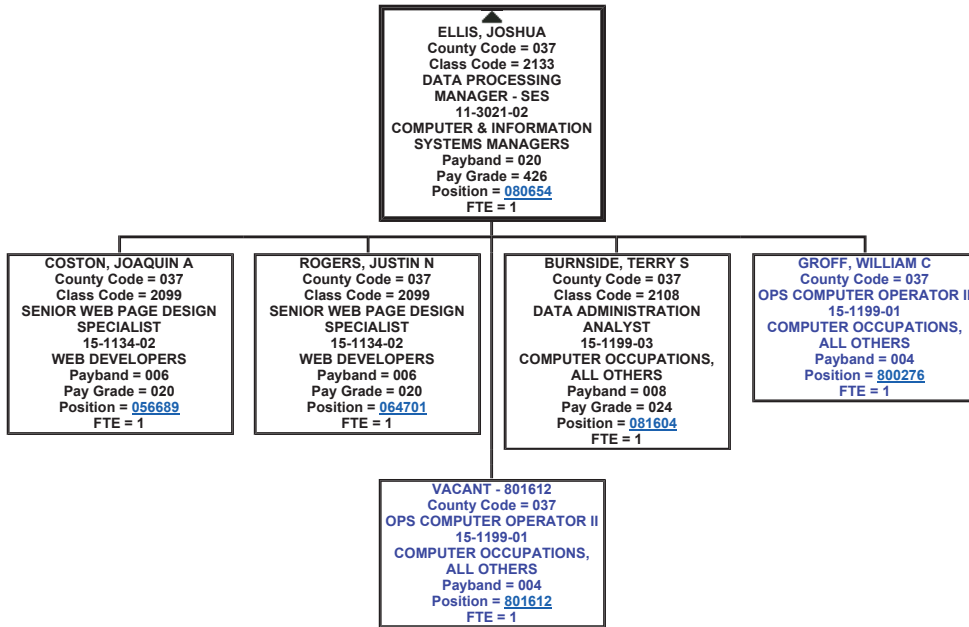 ELLIS, JOSHUA
County Code = 037
Class Code = 2133
DATA PROCESSING
MANAGER - SES
11-3021-02
COMPUTER & INFORMATION
SYSTEMS MANAGERS
Payband = 020
Pay Grade = 426
Position = 080654
FTE = 1
COSTON, JOAQUIN A
County Code = 037
Class Code = 2099
SENIOR WEB PAGE DESIGN
SPECIALIST
15-1134-02
WEB DEVELOPERS
Payband = 006
Pay Grade = 020
Position = 056689
FTE = 1
ROGERS, JUSTIN N
County Code = 037
Class Code = 2099
SENIOR WEB PAGE DESIGN
SPECIALIST
15-1134-02
WEB DEVELOPERS
Payband = 006
Pay Grade = 020
Position = 064701
FTE = 1
BURNSIDE, TERRY S
County Code = 037
Class Code = 2108
DATA ADMINISTRATION
ANALYST
15-1199-03
COMPUTER OCCUPATIONS,
ALL OTHERS
Payband = 008
Pay Grade = 024
Position = 081604
FTE = 1
GROFF, WILLIAM C
County Code = 037
OPS COMPUTER OPERATOR II
15-1199-01
COMPUTER OCCUPATIONS,
ALL OTHERS
Payband = 004
Position = 800276
FTE = 1
VACANT - 801612
County Code = 037
OPS COMPUTER OPERATOR II
15-1199-01
COMPUTER OCCUPATIONS,
ALL OTHERS
Payband = 004
Position = 801612
FTE = 1